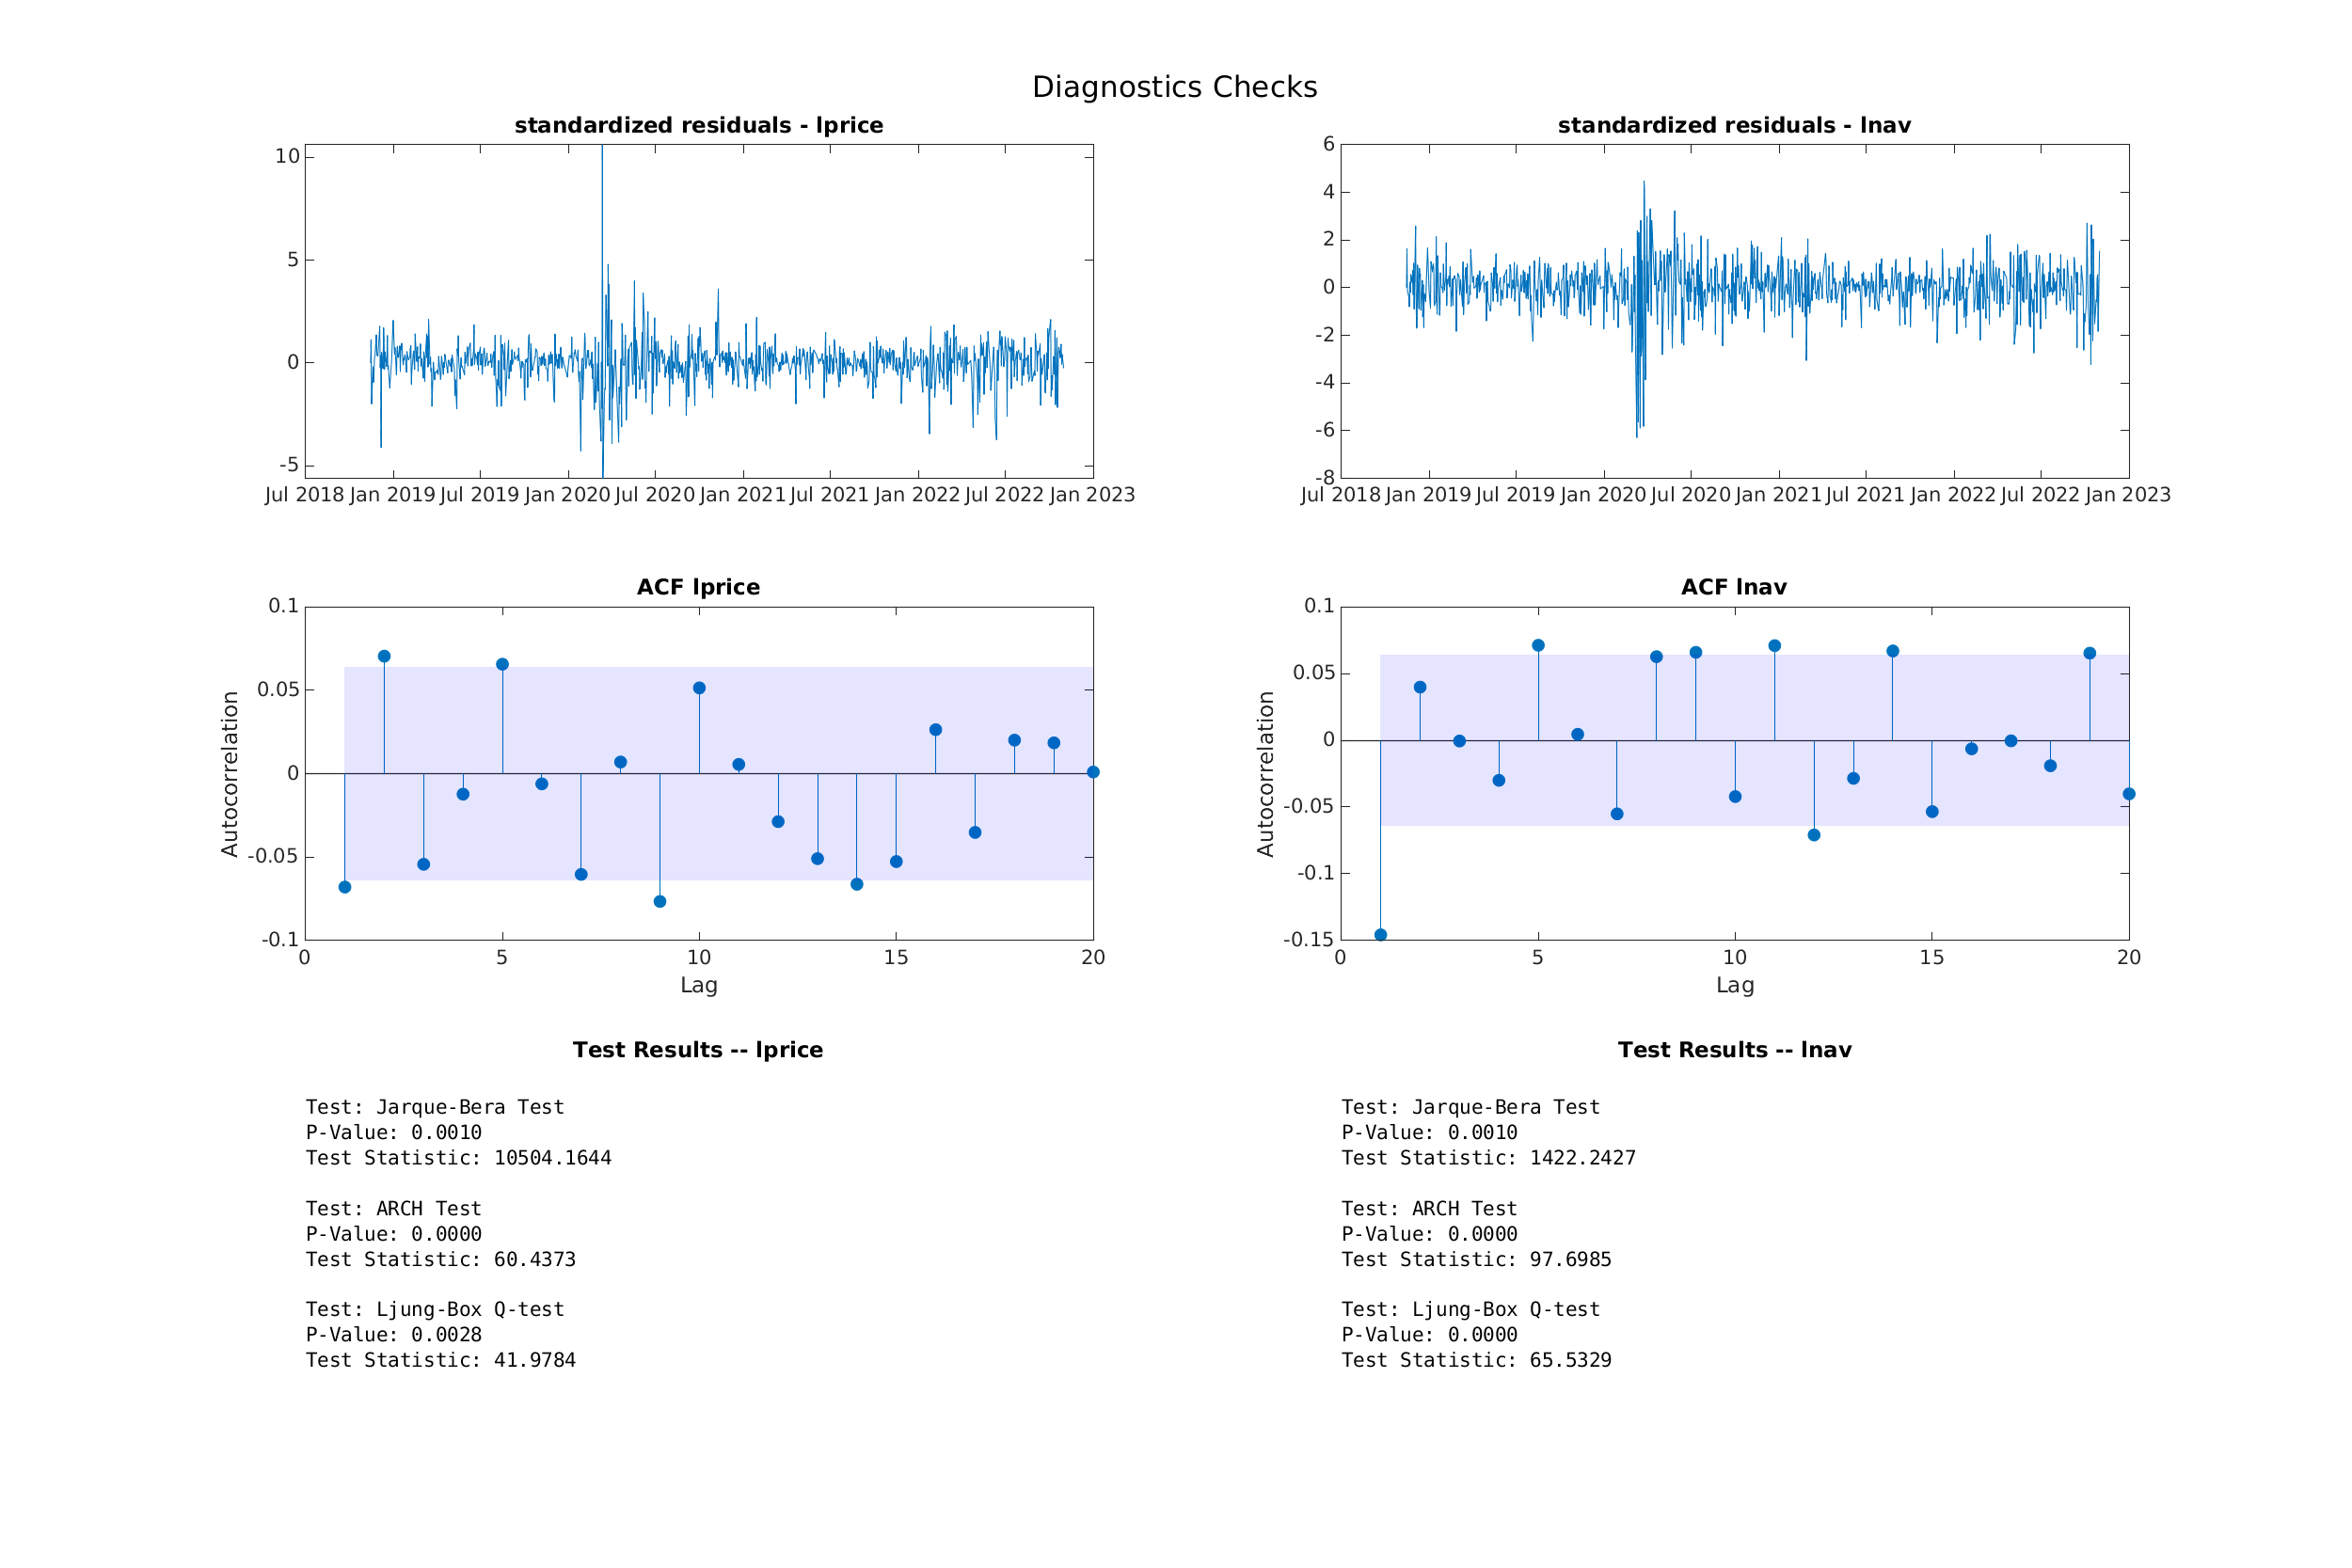 Diagnostics Checks
standardized residuals - lprice
10
5
0
-5
Jul 2018 Jan 2019 Jul 2019 Jan 2020 Jul 2020 Jan 2021 Jul 2021 Jan 2022 Jul 2022 Jan 2023
standardized residuals - lnav
6
4
2
0
-2
-4
-6
-8
Jul 2018 Jan 2019 Jul 2019 Jan 2020 Jul 2020 Jan 2021 Jul 2021 Jan 2022 Jul 2022 Jan 2023
ACF lprice
Autocorrelation
0.1
0.05
0
-0.05
-0.1
0 5 10 15 20
Lag
ACF lnav
Autocorrelation
0.1
0.05
0
-0.05
-0.1
-0.15
0 5 10 15 20
Lag
Test Results -- lprice
Test: Jarque-Bera Test
P-Value: 0.0010
Test Statistic: 10504.1644
Test: ARCH Test
P-Value: 0.0000
Test Statistic: 60.4373
Test: Ljung-Box Q-test
P-Value: 0.0028
Test Statistic: 41.9784
Test Results -- lnav
Test: Jarque-Bera Test
P-Value: 0.0010
Test Statistic: 1422.2427
Test: ARCH Test
P-Value: 0.0000
Test Statistic: 97.6985
Test: Ljung-Box Q-test
P-Value: 0.0000
Test Statistic: 65.5329